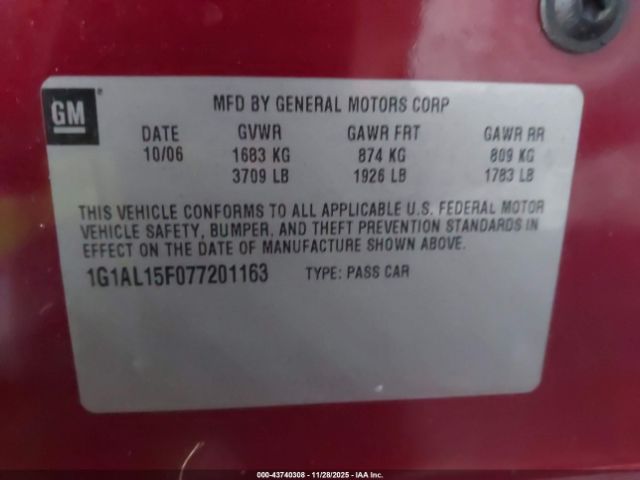 GM
MFD BY GENERAL MOTORS CORP
DATE GVWR GAWR FRT GAWR RR
10/06 1683 KG 874 KG 809 KG
3709 LB 1926 LB 1783 LB
THIS VEHICLE CONFORMS TO ALL APPLICABLE U.S. FEDERAL MOTOR
VEHICLE SAFETY, BUMPER, AND THEFT PREVENTION STANDARDS IN
EFFECT ON THE DATE OF MANUFACTURE SHOWN ABOVE.
1G1AL15F077201163 TYPE: PASS CAR
000-43740308 | 11/28/2025 | IAA Inc.